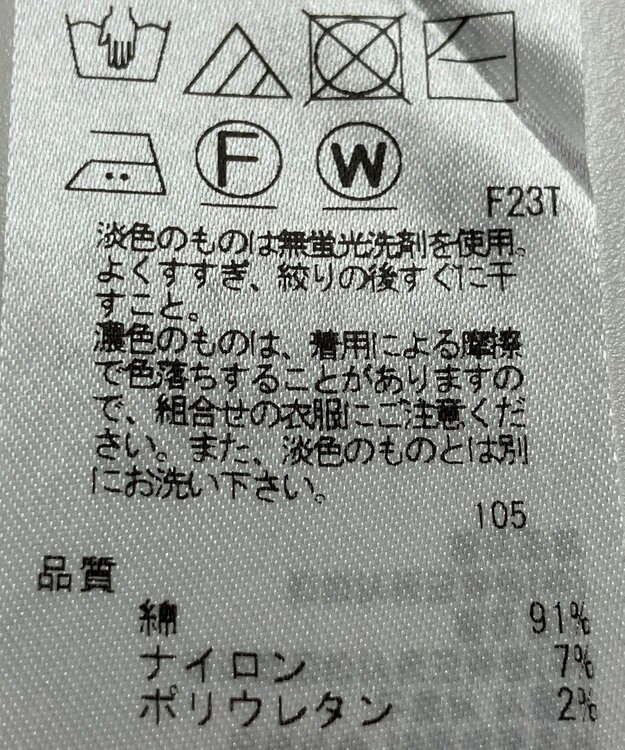 F W
F23T
淡色のものは無蛍光洗剤を使用。
よくすすぎ、絞りの後すぐに干
すこと。
濃色のものは、着用による摩擦
で色落ちすることがありますの
で、組合せの衣服にご注意くだ
さい。また、淡色のものとは別
にお洗い下さい。
105
品質
綿 91%
ナイロン 7%
ポリウレタン 2%